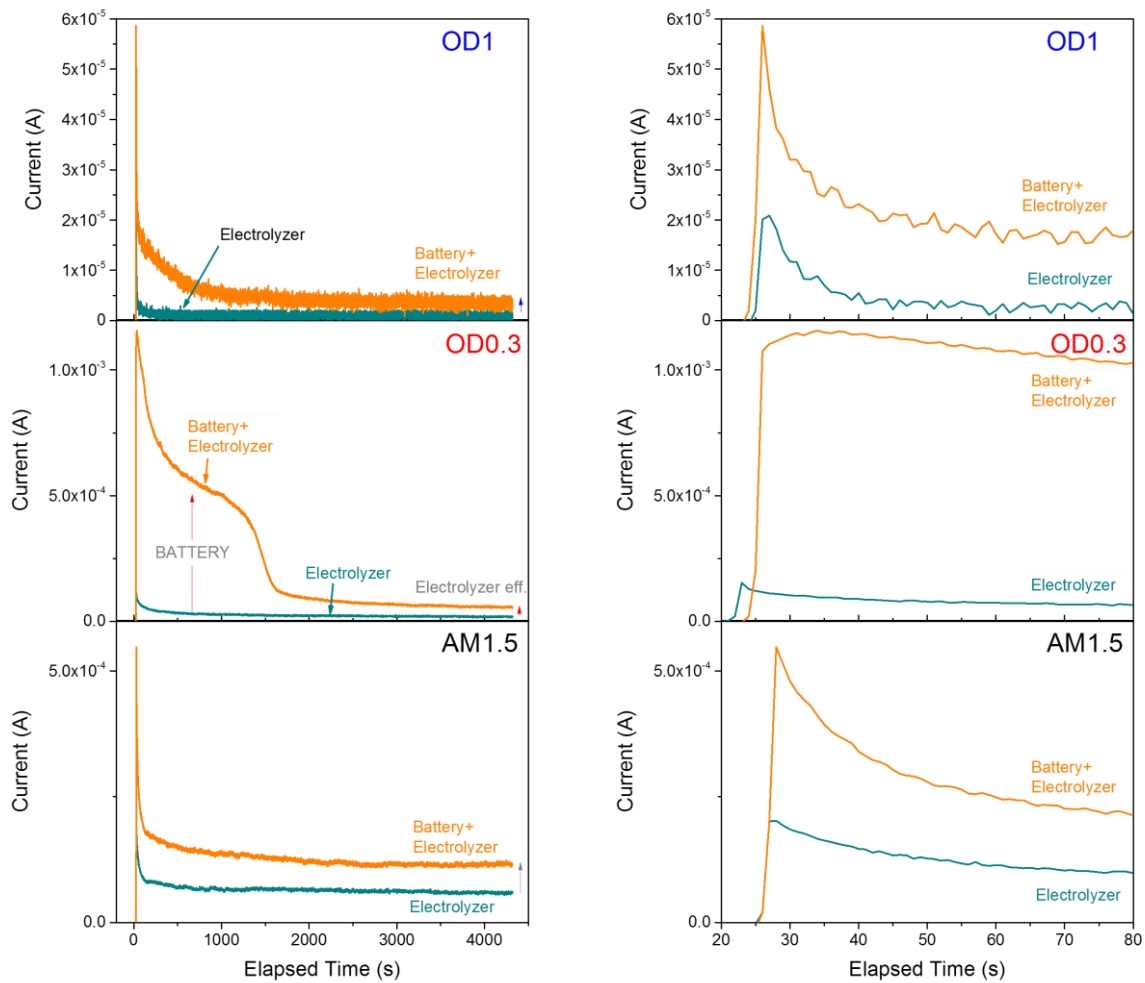 6x10⁻⁵
5x10⁻⁵
4x10⁻⁵
3x10⁻⁵
2x10⁻⁵
1x10⁻⁵
0
Current (A)
OD1
Electrolyzer
Battery+
Electrolyzer
1.0x10⁻³
5.0x10⁻⁴
0.0
Current (A)
OD0.3
Battery+
Electrolyzer
BATTERY
Electrolyzer
Electrolyzer eff.
5.0x10⁻⁴
0.0
Current (A)
AM1.5
Battery+
Electrolyzer
Electrolyzer
0 1000 2000 3000 4000
Elapsed Time (s)
6x10⁻⁵
5x10⁻⁵
4x10⁻⁵
3x10⁻⁵
2x10⁻⁵
1x10⁻⁵
0
Current (A)
OD1
Battery+
Electrolyzer
Electrolyzer
1.0x10⁻³
5.0x10⁻⁴
0.0
Current (A)
OD0.3
Battery+
Electrolyzer
Electrolyzer
5.0x10⁻⁴
0.0
Current (A)
AM1.5
Battery+
Electrolyzer
Electrolyzer
20 30 40 50 60 70 80
Elapsed Time (s)